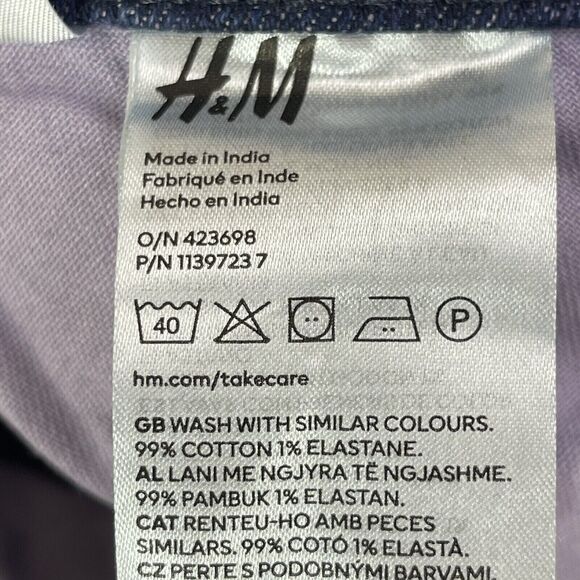 H&M
Made in India
Fabriqué en Inde
Hecho en India
O/N 423698
P/N 1139723 7
40 P
hm.com/takecare
GB WASH WITH SIMILAR COLOURS.
99% COTTON 1% ELASTANE.
AL LANI ME NGJYRA TË NGJASHME.
99% PAMBUK 1% ELASTAN.
CAT RENTEU-HO AMB PECES
SIMILARS. 99% COTÓ 1% ELASTÀ.
CZ PERTE S PODOBNÝMI BARVAMI.